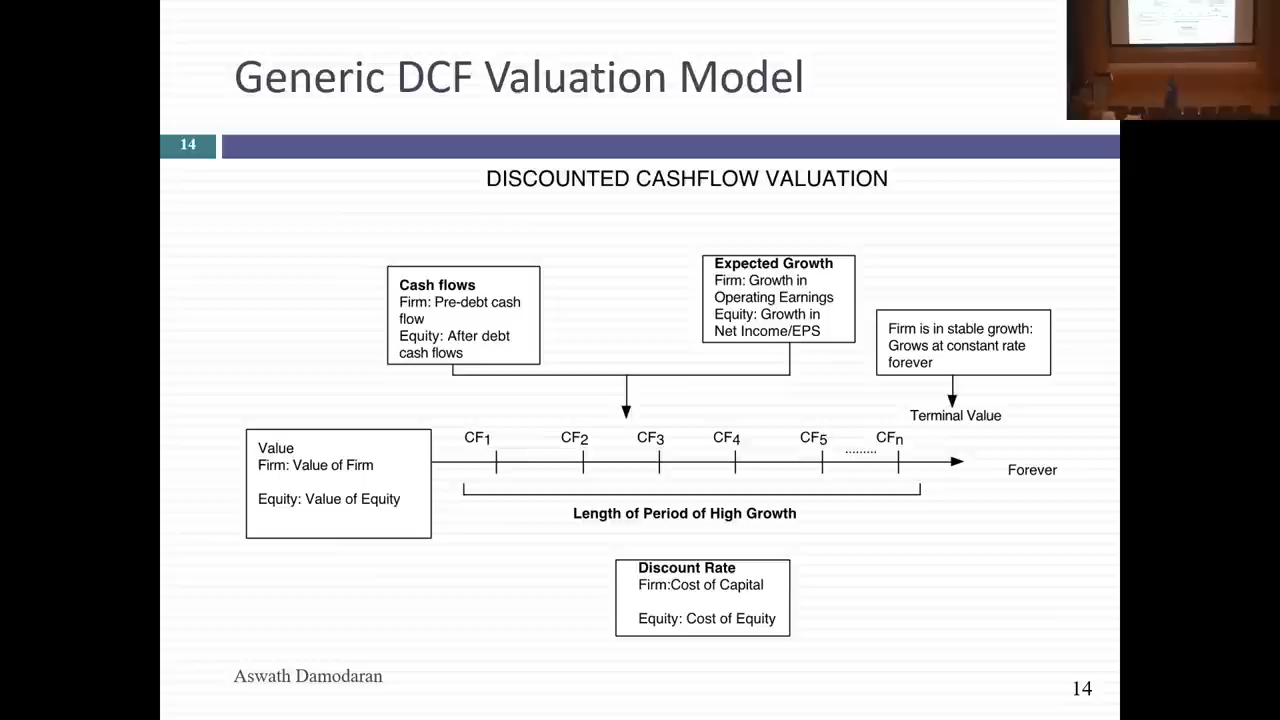 Generic DCF Valuation Model
14
DISCOUNTED CASHFLOW VALUATION
Cash flows
Firm: Pre-debt cash
flow
Equity: After debt
cash flows
Expected Growth
Firm: Growth in
Operating Earnings
Equity: Growth in
Net Income/EPS
Firm is in stable growth:
Grows at constant rate
forever
Terminal Value
CF1 CF2 CF3 CF4 CF5 ......... CFn
Forever
Value
Firm: Value of Firm
Equity: Value of Equity
Length of Period of High Growth
Discount Rate
Firm:Cost of Capital
Equity: Cost of Equity
Aswath Damodaran
14